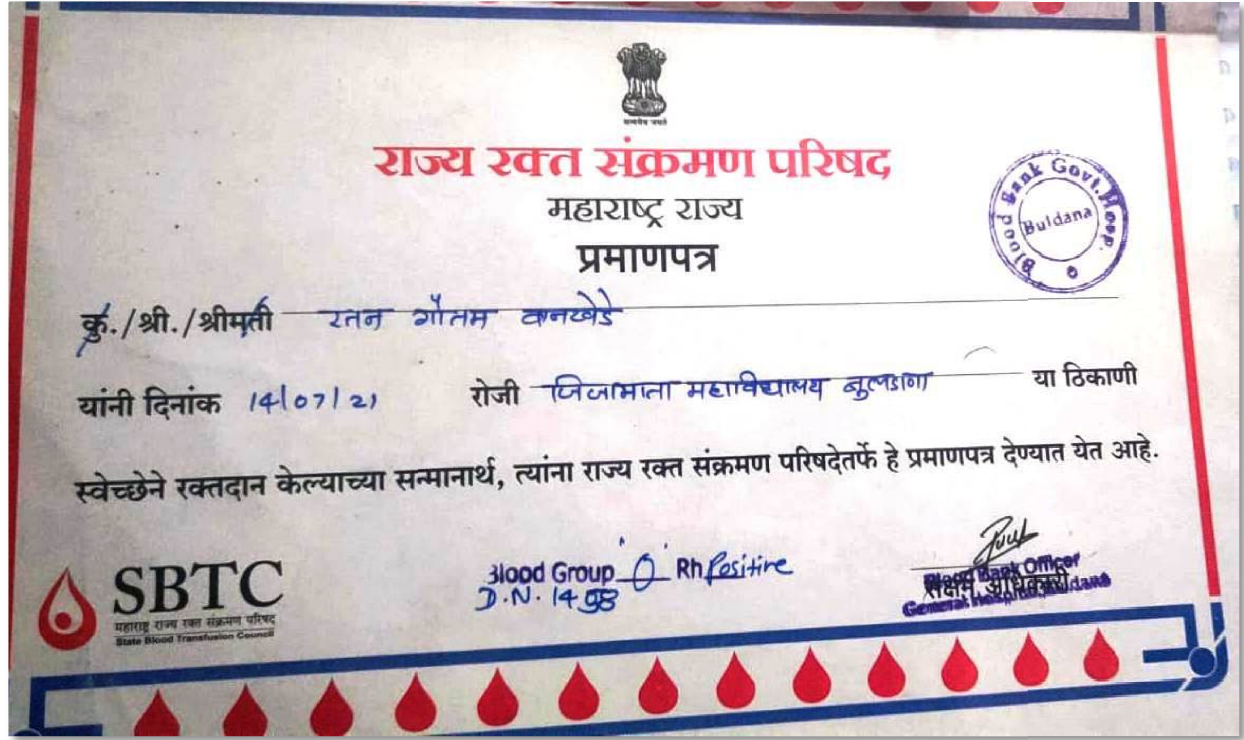 सत्यमेव जयते
राज्य रक्त संक्रमण परिषद
महाराष्ट्र राज्य
प्रमाणपत्र
Blood Bank Govt. Hosp.
Buldana
कु./श्री./श्रीमती रतन गौतम वानखेडे
यांनी दिनांक 14/07/21 रोजी जिजामाता महाविद्यालय बुलडाणा या ठिकाणी
स्वेच्छेने रक्तदान केल्याच्या सन्मानार्थ, त्यांना राज्य रक्त संक्रमण परिषदेतर्फे हे प्रमाणपत्र देण्यात येत आहे.
SBTC
महाराष्ट्र राज्य रक्त संक्रमण परिषद
State Blood Transfusion Council
Blood Group 'O' Rh Positive
D.N. 1498
Blood Bank Officer
सक्षम अधिकारी
General Hospital Buldana